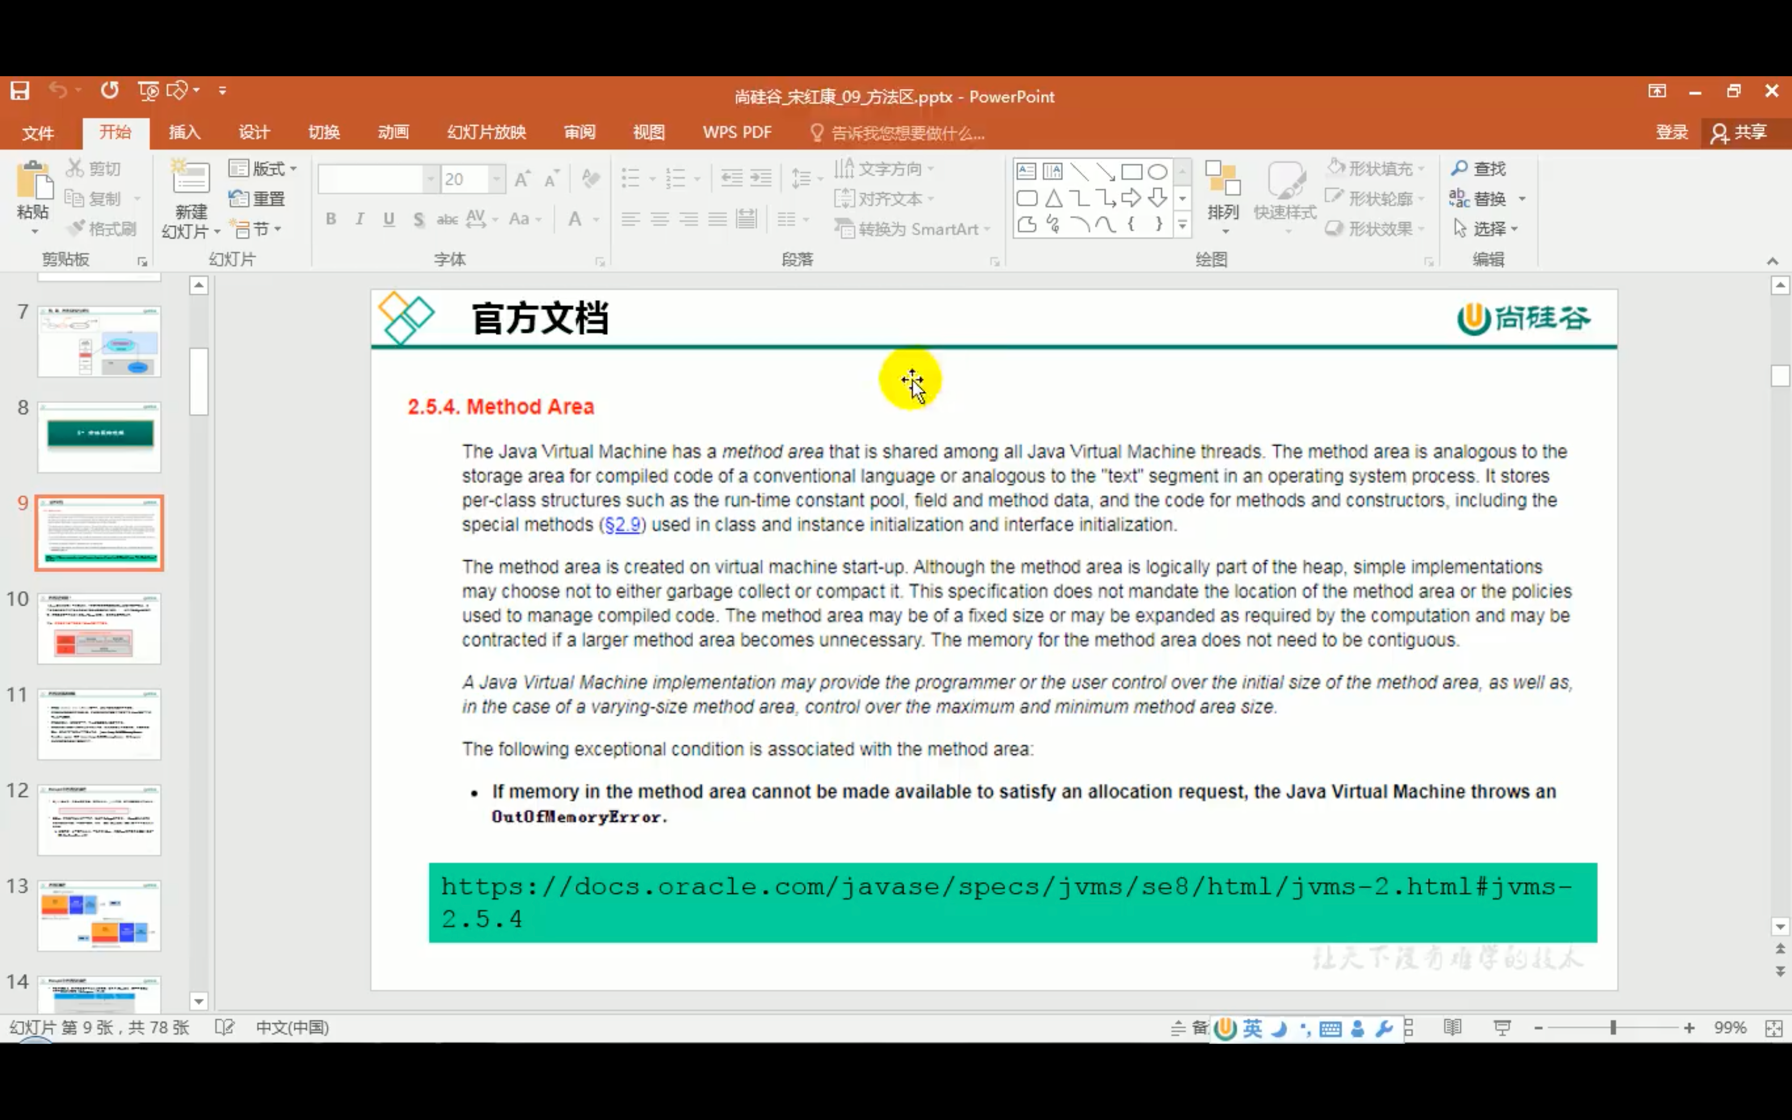 尚硅谷_宋红康_09_方法区.pptx - PowerPoint
文件 开始 插入 设计 切换 动画 幻灯片放映 审阅 视图 WPS PDF 告诉我您想要做什么... 登录 共享
剪切 版式 20 文字方向 形状填充 查找
复制 重置 对齐文本 形状轮廓 替换
粘贴 新建 排列 快速样式
格式刷 幻灯片 节 B I U S abc AV Aa A 转换为 SmartArt 形状效果 选择
剪贴板 幻灯片 字体 段落 绘图 编辑
7
8
9
10
11
12
13
14
官方文档
尚硅谷
2.5.4. Method Area
The Java Virtual Machine has a method area that is shared among all Java Virtual Machine threads. The method area is analogous to the
storage area for compiled code of a conventional language or analogous to the "text" segment in an operating system process. It stores
per-class structures such as the run-time constant pool, field and method data, and the code for methods and constructors, including the
special methods (§2.9) used in class and instance initialization and interface initialization.
The method area is created on virtual machine start-up. Although the method area is logically part of the heap, simple implementations
may choose not to either garbage collect or compact it. This specification does not mandate the location of the method area or the policies
used to manage compiled code. The method area may be of a fixed size or may be expanded as required by the computation and may be
contracted if a larger method area becomes unnecessary. The memory for the method area does not need to be contiguous.
A Java Virtual Machine implementation may provide the programmer or the user control over the initial size of the method area, as well as,
in the case of a varying-size method area, control over the maximum and minimum method area size.
The following exceptional condition is associated with the method area:
• If memory in the method area cannot be made available to satisfy an allocation request, the Java Virtual Machine throws an
OutOfMemoryError.
https://docs.oracle.com/javase/specs/jvms/se8/html/jvms-2.html#jvms-
2.5.4
让天下没有难学的技术
幻灯片 第 9 张，共 78 张 中文(中国) 备 英 99%